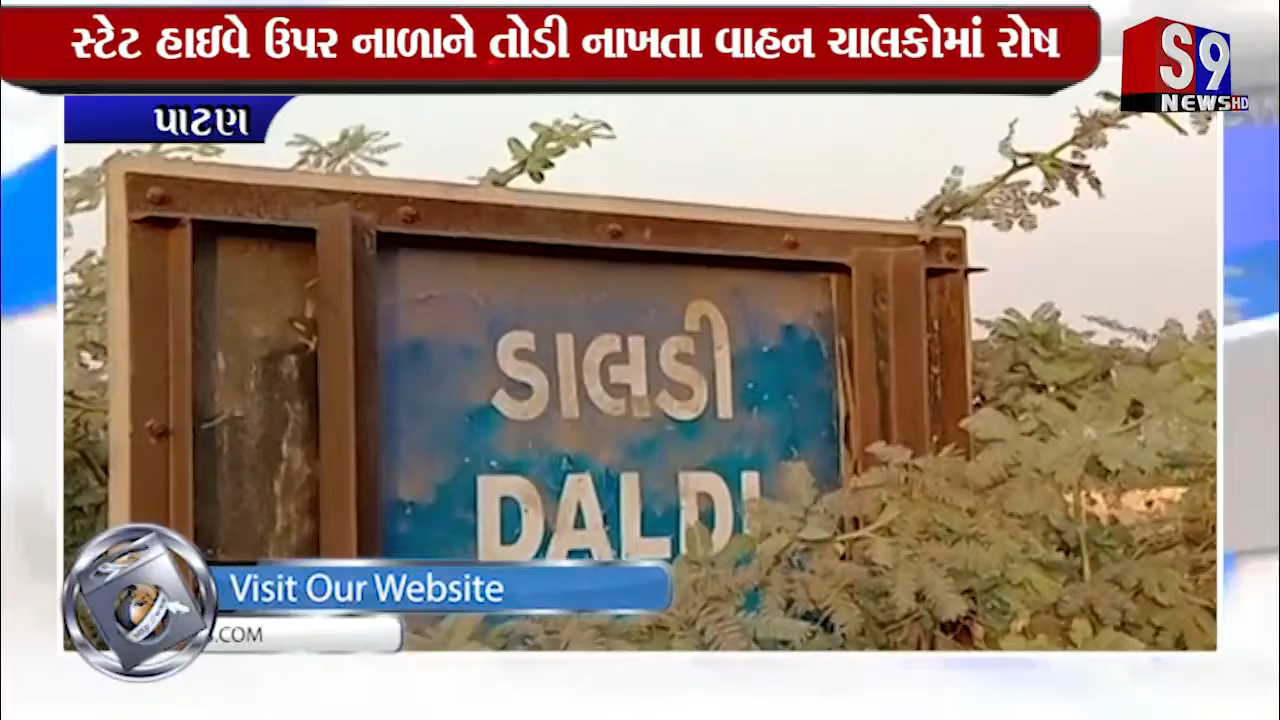 સ્ટેટ હાઇવે ઉપર નાળાને તોડી નાખતા વાહન ચાલકોમાં રોષ
S9
NEWS HD
પાટણ
ડાલડી
DALDI
Visit Our Website
.COM